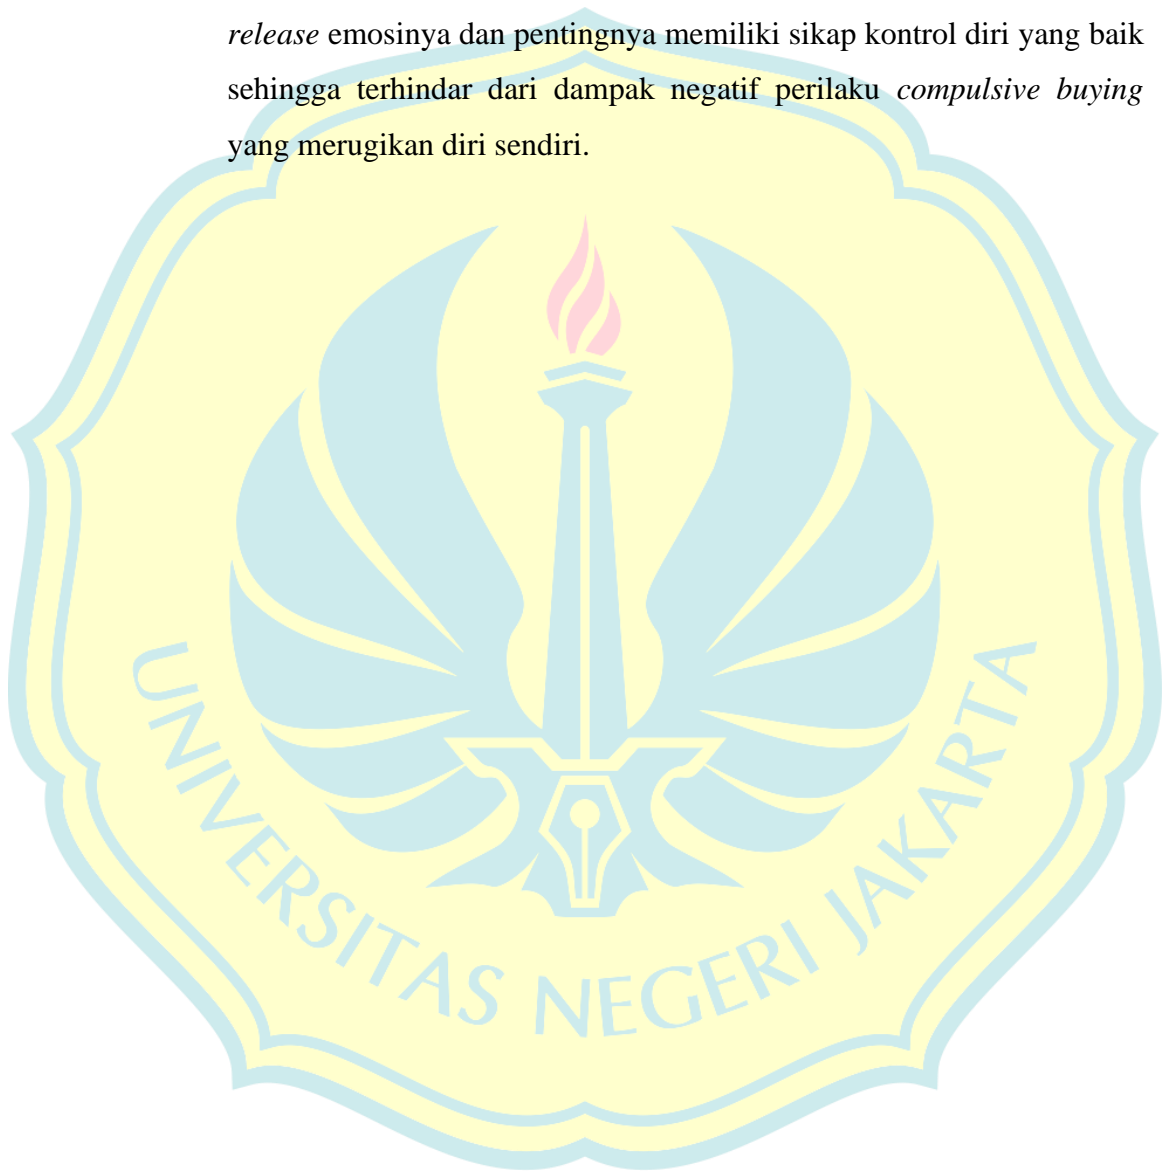 release emosinya dan pentingnya memiliki sikap kontrol diri yang baik
sehingga terhindar dari dampak negatif perilaku compulsive buying
yang merugikan diri sendiri.
UNIVERSITAS NEGERI JAKARTA